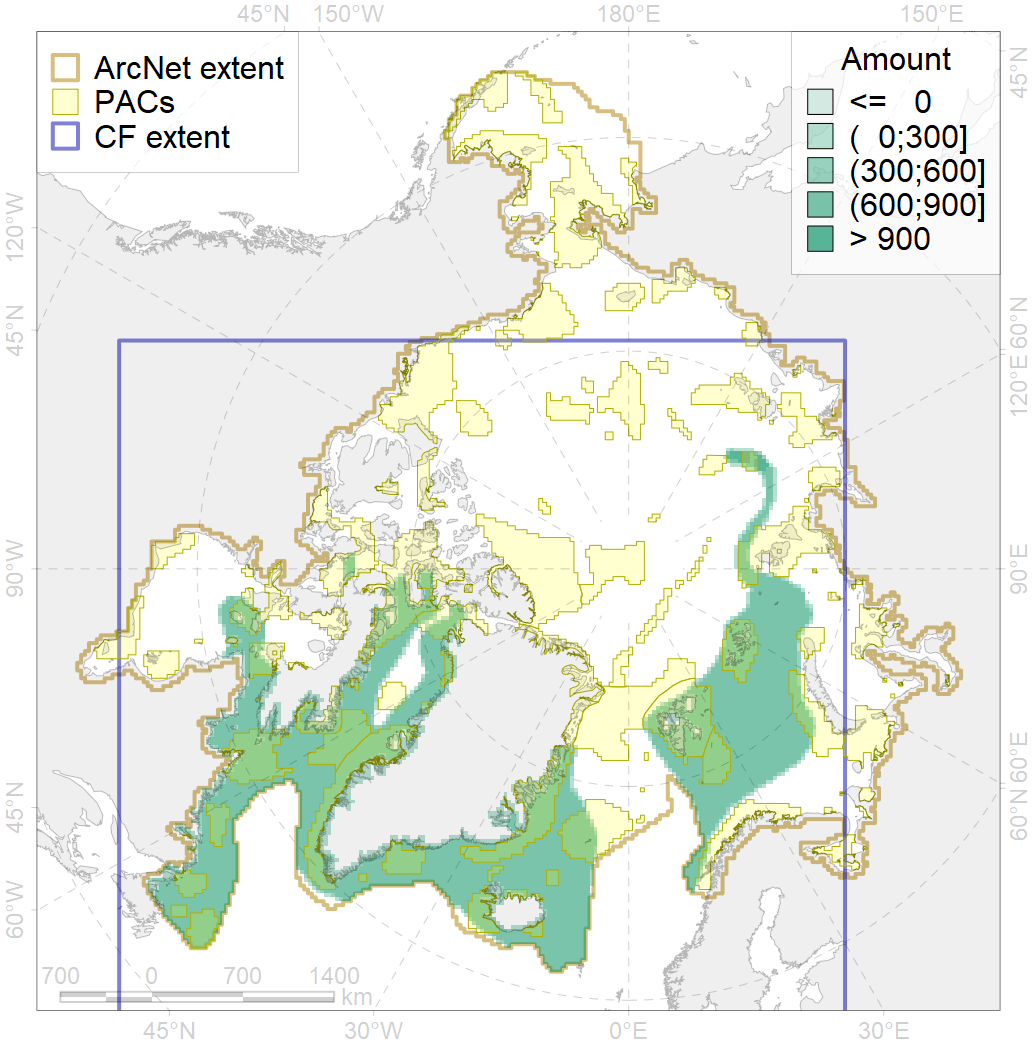 45°N 150°W 180°E 150°E
ArcNet extent
PACs
CF extent
Amount
<= 0
( 0;300]
(300;600]
(600;900]
> 900
45°N
120°W
45°N
90°W
45°N
60°W
60°N
120°E
90°E
60°E
60°N
700 0 700 1400
km
45°N 30°W 0°E 30°E